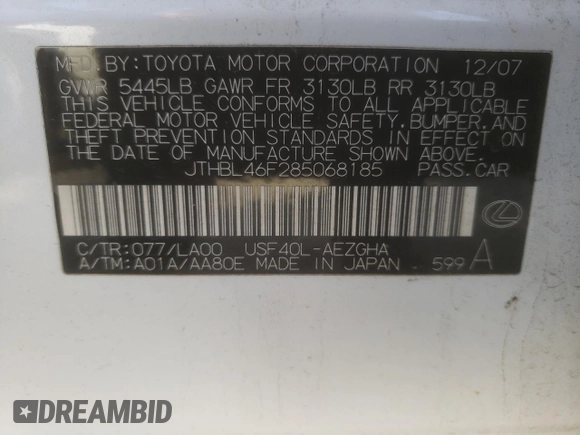 MFD.BY:TOYOTA MOTOR CORPORATION 12/07
GVWR 5445LB GAWR FR 3130LB RR 3130LB
THIS VEHICLE CONFORMS TO ALL APPLICABLE
FEDERAL MOTOR VEHICLE SAFETY,BUMPER,AND
THEFT PREVENTION STANDARDS IN EFFECT ON
THE DATE OF MANUFACTURE SHOWN ABOVE.
JTHBL46F285068185 PASS.CAR
C/TR:077/LA00 USF40L-AEZGHA
A/TM:A01A/AA80E MADE IN JAPAN 599 A
DREAMBID